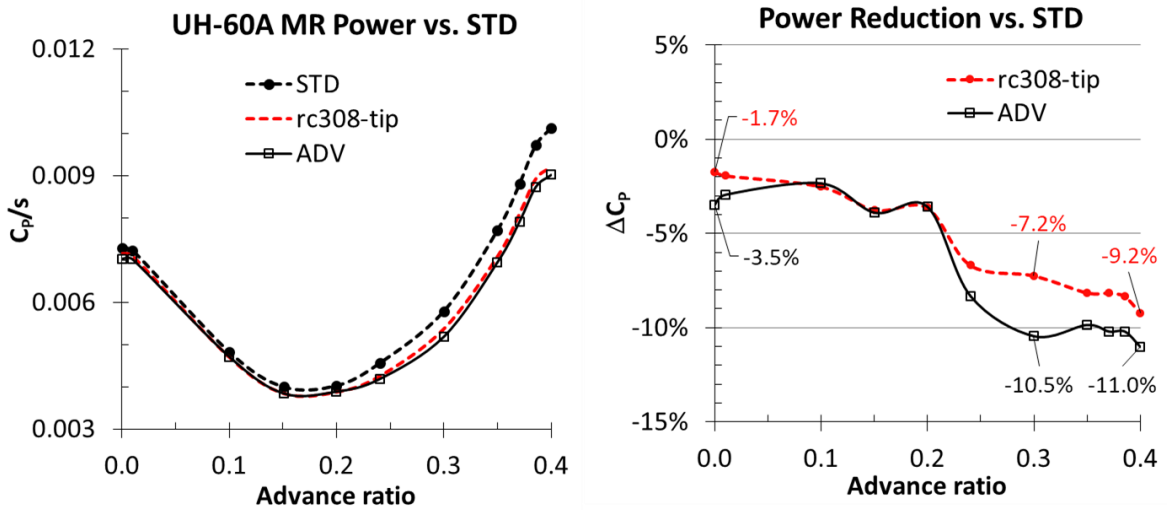 UH-60A MR Power vs. STD
0.012
0.009
0.006
0.003
C_P/s
STD
rc308-tip
ADV
0.0 0.1 0.2 0.3 0.4
Advance ratio
Power Reduction vs. STD
5%
0%
-5%
-10%
-15%
ΔC_P
rc308-tip
ADV
-1.7%
-3.5%
-7.2%
-9.2%
-10.5%
-11.0%
0.0 0.1 0.2 0.3 0.4
Advance ratio